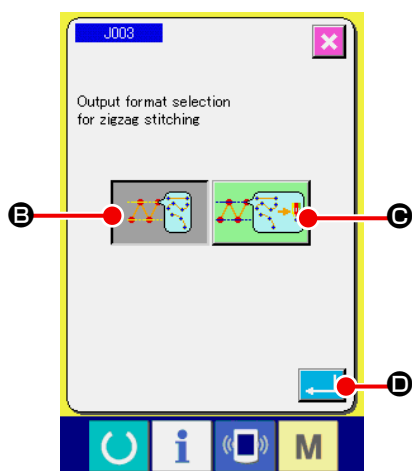 J003
Output format selection
for zigzag stitching
B
C
D
i
M